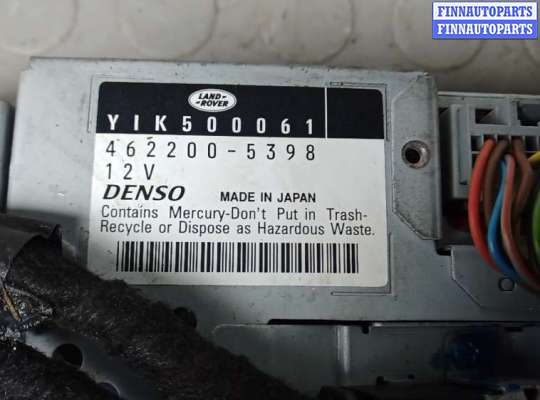 FINNAUTOPARTS
FINNAUTOPARTS
LAND-
-ROVER
YIK500061
462200-5398
12V
DENSO MADE IN JAPAN
Contains Mercury-Don't Put in Trash-
Recycle or Dispose as Hazardous Waste.